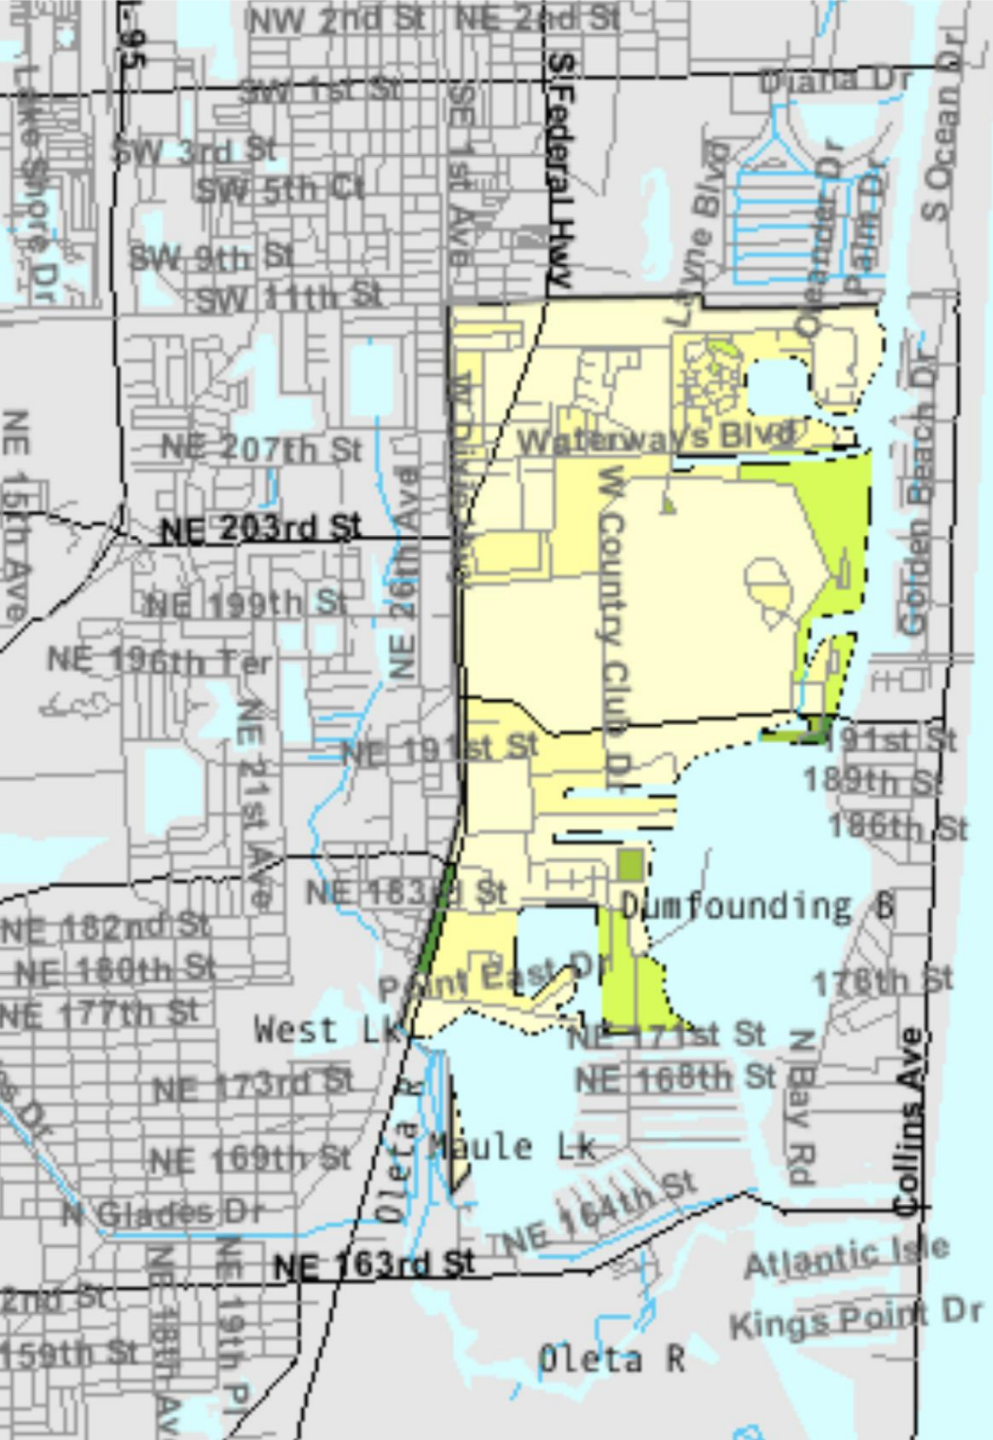 NW 2nd St
NE 2nd St
I-95
S Federal Hwy
Lake Shore Dr
SW 1st St
SE 1st Ave
Diana Dr
S Ocean Dr
SW 3rd St
SW 5th Ct
Layne Blvd
Oleander Dr
Palm Dr
SW 9th St
SW 11th St
W Dixie Hwy
Golden Beach Dr
NE 15th Ave
NE 207th St
Waterways Blvd
NE 203rd St
NE 26th Ave
W Country Club Dr
NE 199th St
NE 196th Ter
NE 21st Ave
NE 191st St
191st St
189th St
186th St
NE 183rd St
Dumfounding B
NE 182nd St
NE 180th St
Point East Dr
178th St
NE 177th St
West Lk
NE 171st St
NE 168th St
N Bay Rd
Collins Ave
NE 173rd St
es Dr
Oleta R
Maule Lk
NE 169th St
NE 164th St
N Glades Dr
NE 163rd St
Atlantic Isle
2nd St
NE 18th Av
NE 19th Pl
Kings Point Dr
159th St
Oleta R